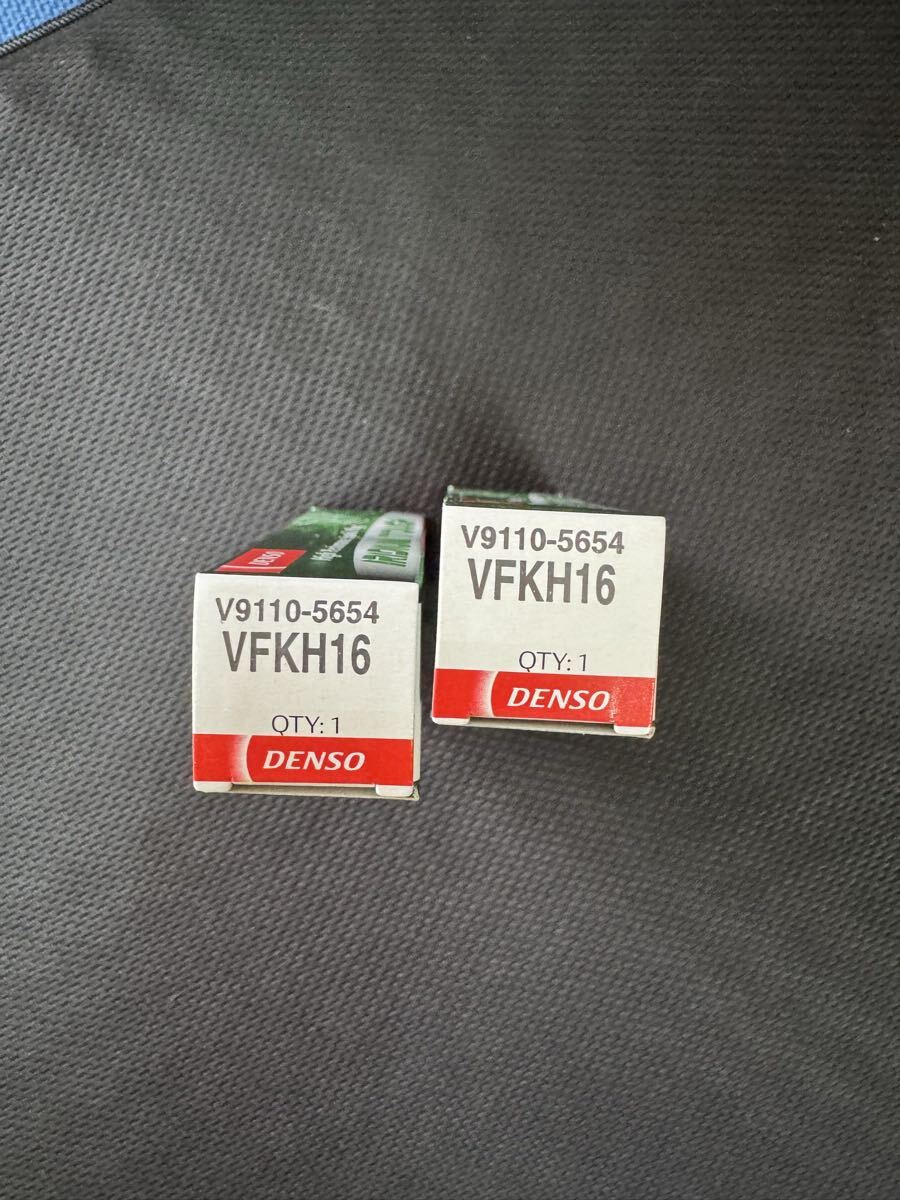 DENSO
V9110-5654
VFKH16
QTY: 1
DENSO
V9110-5654
VFKH16
QTY: 1
DENSO